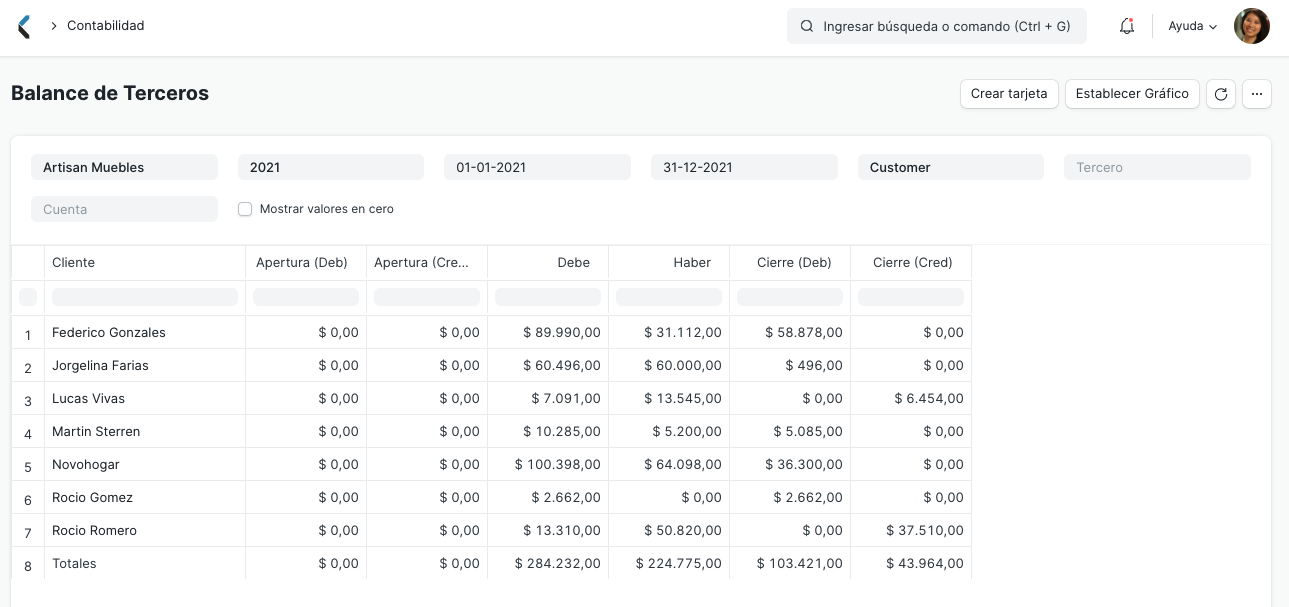 Contabilidad
Ingresar búsqueda o comando (Ctrl + G)
Ayuda
Balance de Terceros
Crear tarjeta
Establecer Gráfico
Artisan Muebles 2021 01-01-2021 31-12-2021 Customer Tercero
Cuenta Mostrar valores en cero
Cliente Apertura (Deb) Apertura (Cre... Debe Haber Cierre (Deb) Cierre (Cred)
1 Federico Gonzales $ 0,00 $ 0,00 $ 89.990,00 $ 31.112,00 $ 58.878,00 $ 0,00
2 Jorgelina Farias $ 0,00 $ 0,00 $ 60.496,00 $ 60.000,00 $ 496,00 $ 0,00
3 Lucas Vivas $ 0,00 $ 0,00 $ 7.091,00 $ 13.545,00 $ 0,00 $ 6.454,00
4 Martin Sterren $ 0,00 $ 0,00 $ 10.285,00 $ 5.200,00 $ 5.085,00 $ 0,00
5 Novohogar $ 0,00 $ 0,00 $ 100.398,00 $ 64.098,00 $ 36.300,00 $ 0,00
6 Rocio Gomez $ 0,00 $ 0,00 $ 2.662,00 $ 0,00 $ 2.662,00 $ 0,00
7 Rocio Romero $ 0,00 $ 0,00 $ 13.310,00 $ 50.820,00 $ 0,00 $ 37.510,00
8 Totales $ 0,00 $ 0,00 $ 284.232,00 $ 224.775,00 $ 103.421,00 $ 43.964,00